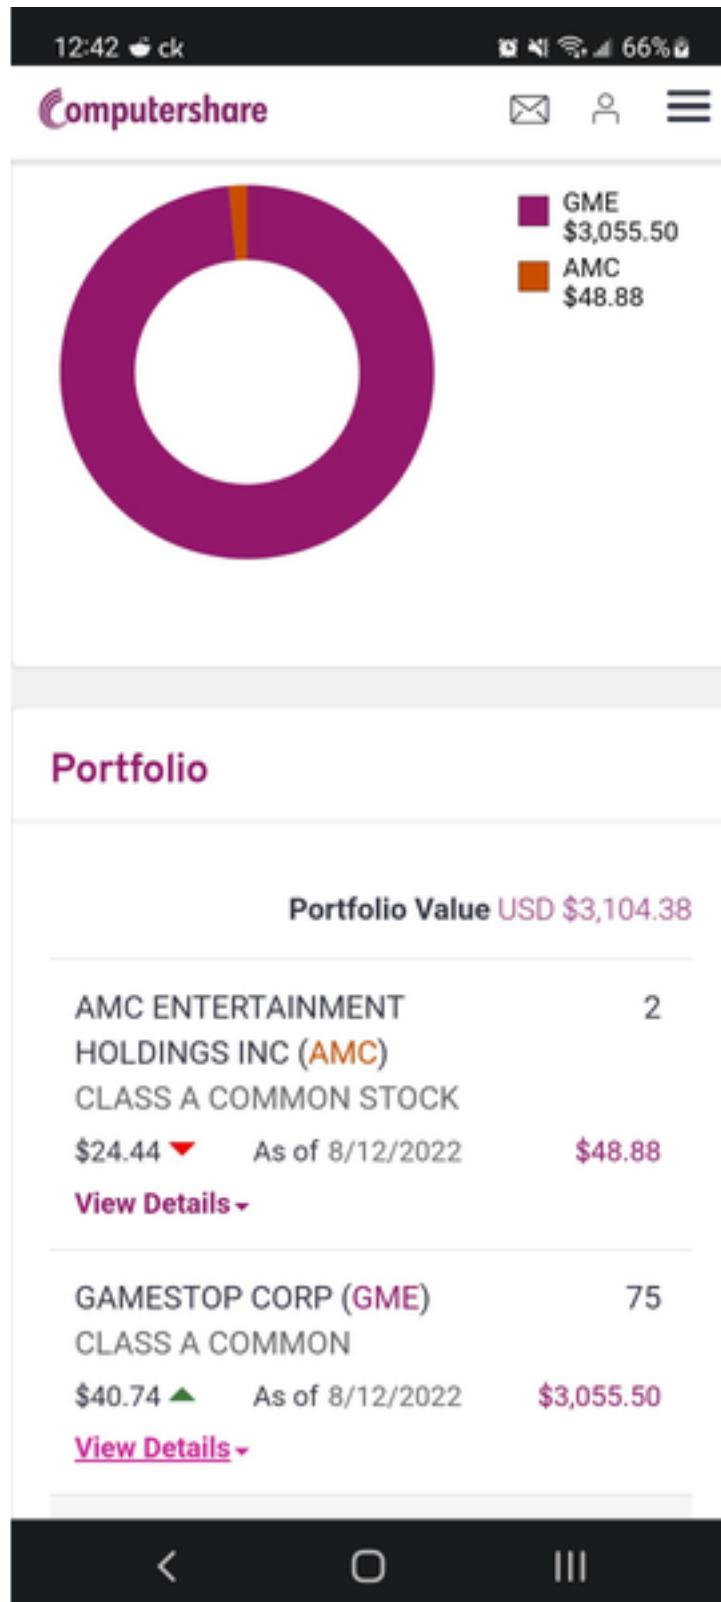 12:42 ck 66%
Computershare
GME
$3,055.50
AMC
$48.88
Portfolio
Portfolio Value USD $3,104.38
AMC ENTERTAINMENT 2
HOLDINGS INC (AMC)
CLASS A COMMON STOCK
$24.44 As of 8/12/2022 $48.88
View Details
GAMESTOP CORP (GME) 75
CLASS A COMMON
$40.74 As of 8/12/2022 $3,055.50
View Details